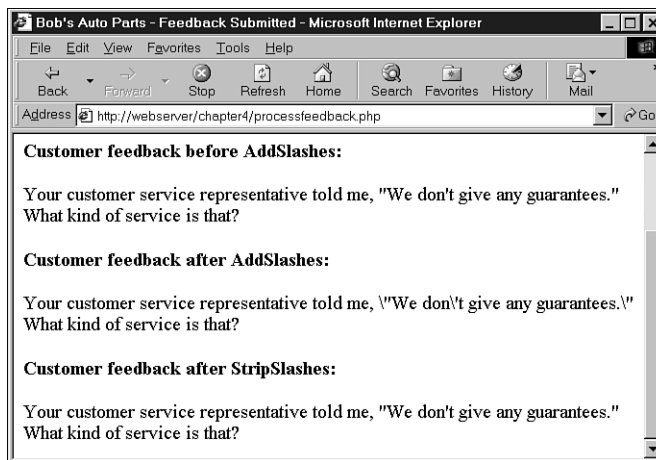 Bob's Auto Parts - Feedback Submitted - Microsoft Internet Explorer
File Edit View Favorites Tools Help
Back Forward Stop Refresh Home Search Favorites History Mail »
Address http://webserver/chapter4/processfeedback.php Go
Customer feedback before AddSlashes:
Your customer service representative told me, "We don't give any guarantees."
What kind of service is that?
Customer feedback after AddSlashes:
Your customer service representative told me, \"We don\'t give any guarantees.\"
What kind of service is that?
Customer feedback after StripSlashes:
Your customer service representative told me, "We don't give any guarantees."
What kind of service is that?